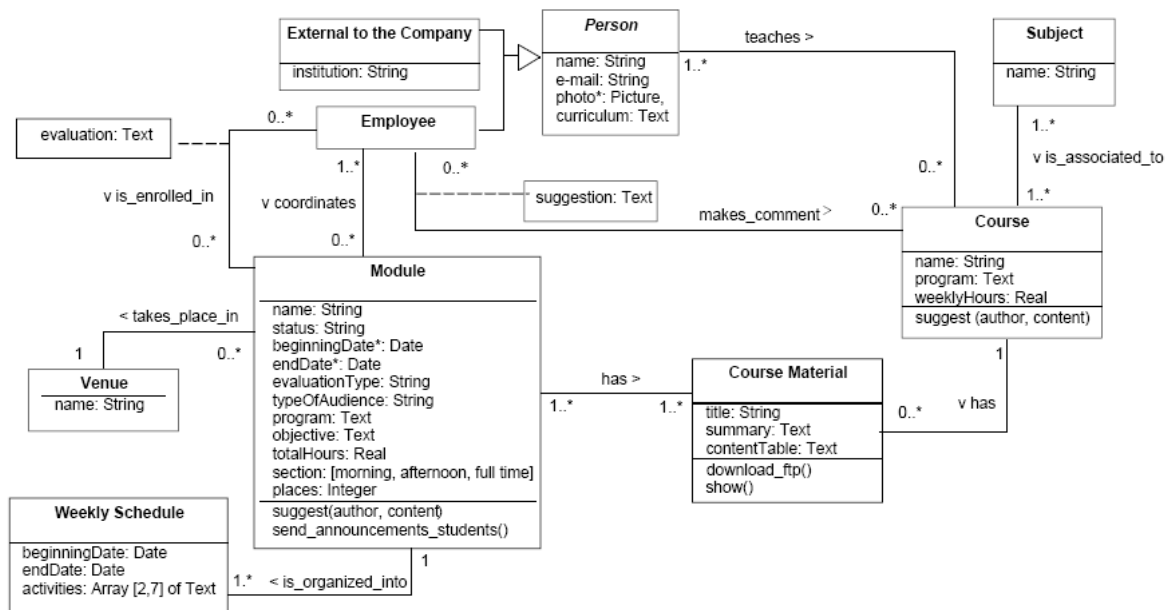 External to the Company
institution: String
Person
name: String
e-mail: String
photo*: Picture,
curriculum: Text
teaches >
1..*
0..*
Subject
name: String
1..*
v is_associated_to
1..*
evaluation: Text
0..*
v is_enrolled_in
0..*
Employee
1..*
v coordinates
0..*
0..*
suggestion: Text
makes_comment >
0..*
Course
name: String
program: Text
weeklyHours: Real
suggest (author, content)
1
v has
0..*
Module
name: String
status: String
beginningDate*: Date
endDate*: Date
evaluationType: String
typeOfAudience: String
program: Text
objective: Text
totalHours: Real
section: [morning, afternoon, full time]
places: Integer
suggest(author, content)
send_announcements_students()
< takes_place_in
1
0..*
Venue
name: String
has >
1..*
1..*
Course Material
title: String
summary: Text
contentTable: Text
download_ftp()
show()
Weekly Schedule
beginningDate: Date
endDate: Date
activities: Array [2,7] of Text
1.*
< is_organized_into
1